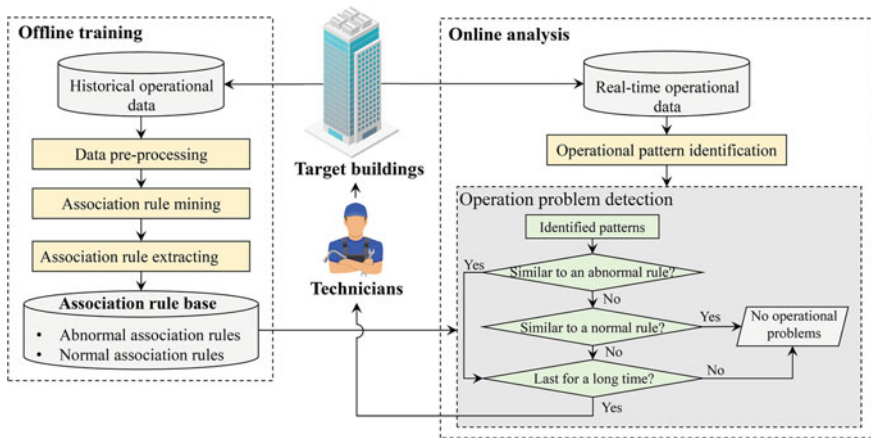 Offline training
Historical operational
data
Data pre-processing
Association rule mining
Association rule extracting
Association rule base
• Abnormal association rules
• Normal association rules
Target buildings
Technicians
Online analysis
Real-time operational
data
Operational pattern identification
Operation problem detection
Identified patterns
Yes
Similar to an abnormal rule?
No
Similar to a normal rule?
Yes
No operational
problems
No
Last for a long time?
No
Yes